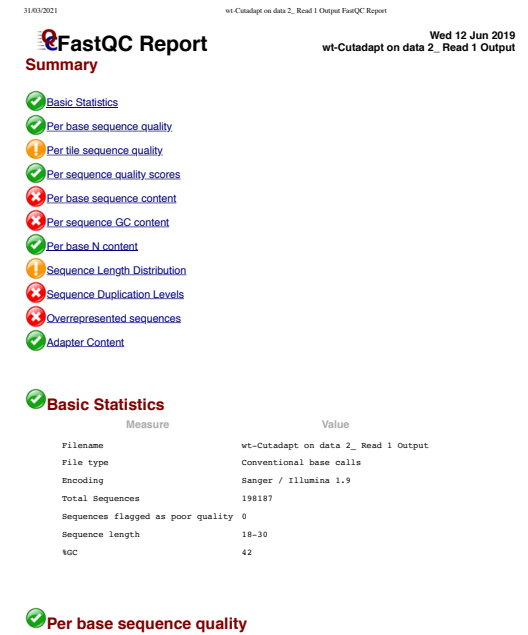 31/03/2021
wt-Cutadapt on data 2_ Read 1 Output FastQC Report
FastQC Report
Wed 12 Jun 2019
wt-Cutadapt on data 2_ Read 1 Output
Summary
Basic Statistics
Per base sequence quality
Per tile sequence quality
Per sequence quality scores
Per base sequence content
Per sequence GC content
Per base N content
Sequence Length Distribution
Sequence Duplication Levels
Overrepresented sequences
Adapter Content
Basic Statistics
Measure Value
Filename wt-Cutadapt on data 2_ Read 1 Output
File type Conventional base calls
Encoding Sanger / Illumina 1.9
Total Sequences 198187
Sequences flagged as poor quality 0
Sequence length 18-30
%GC 42
Per base sequence quality